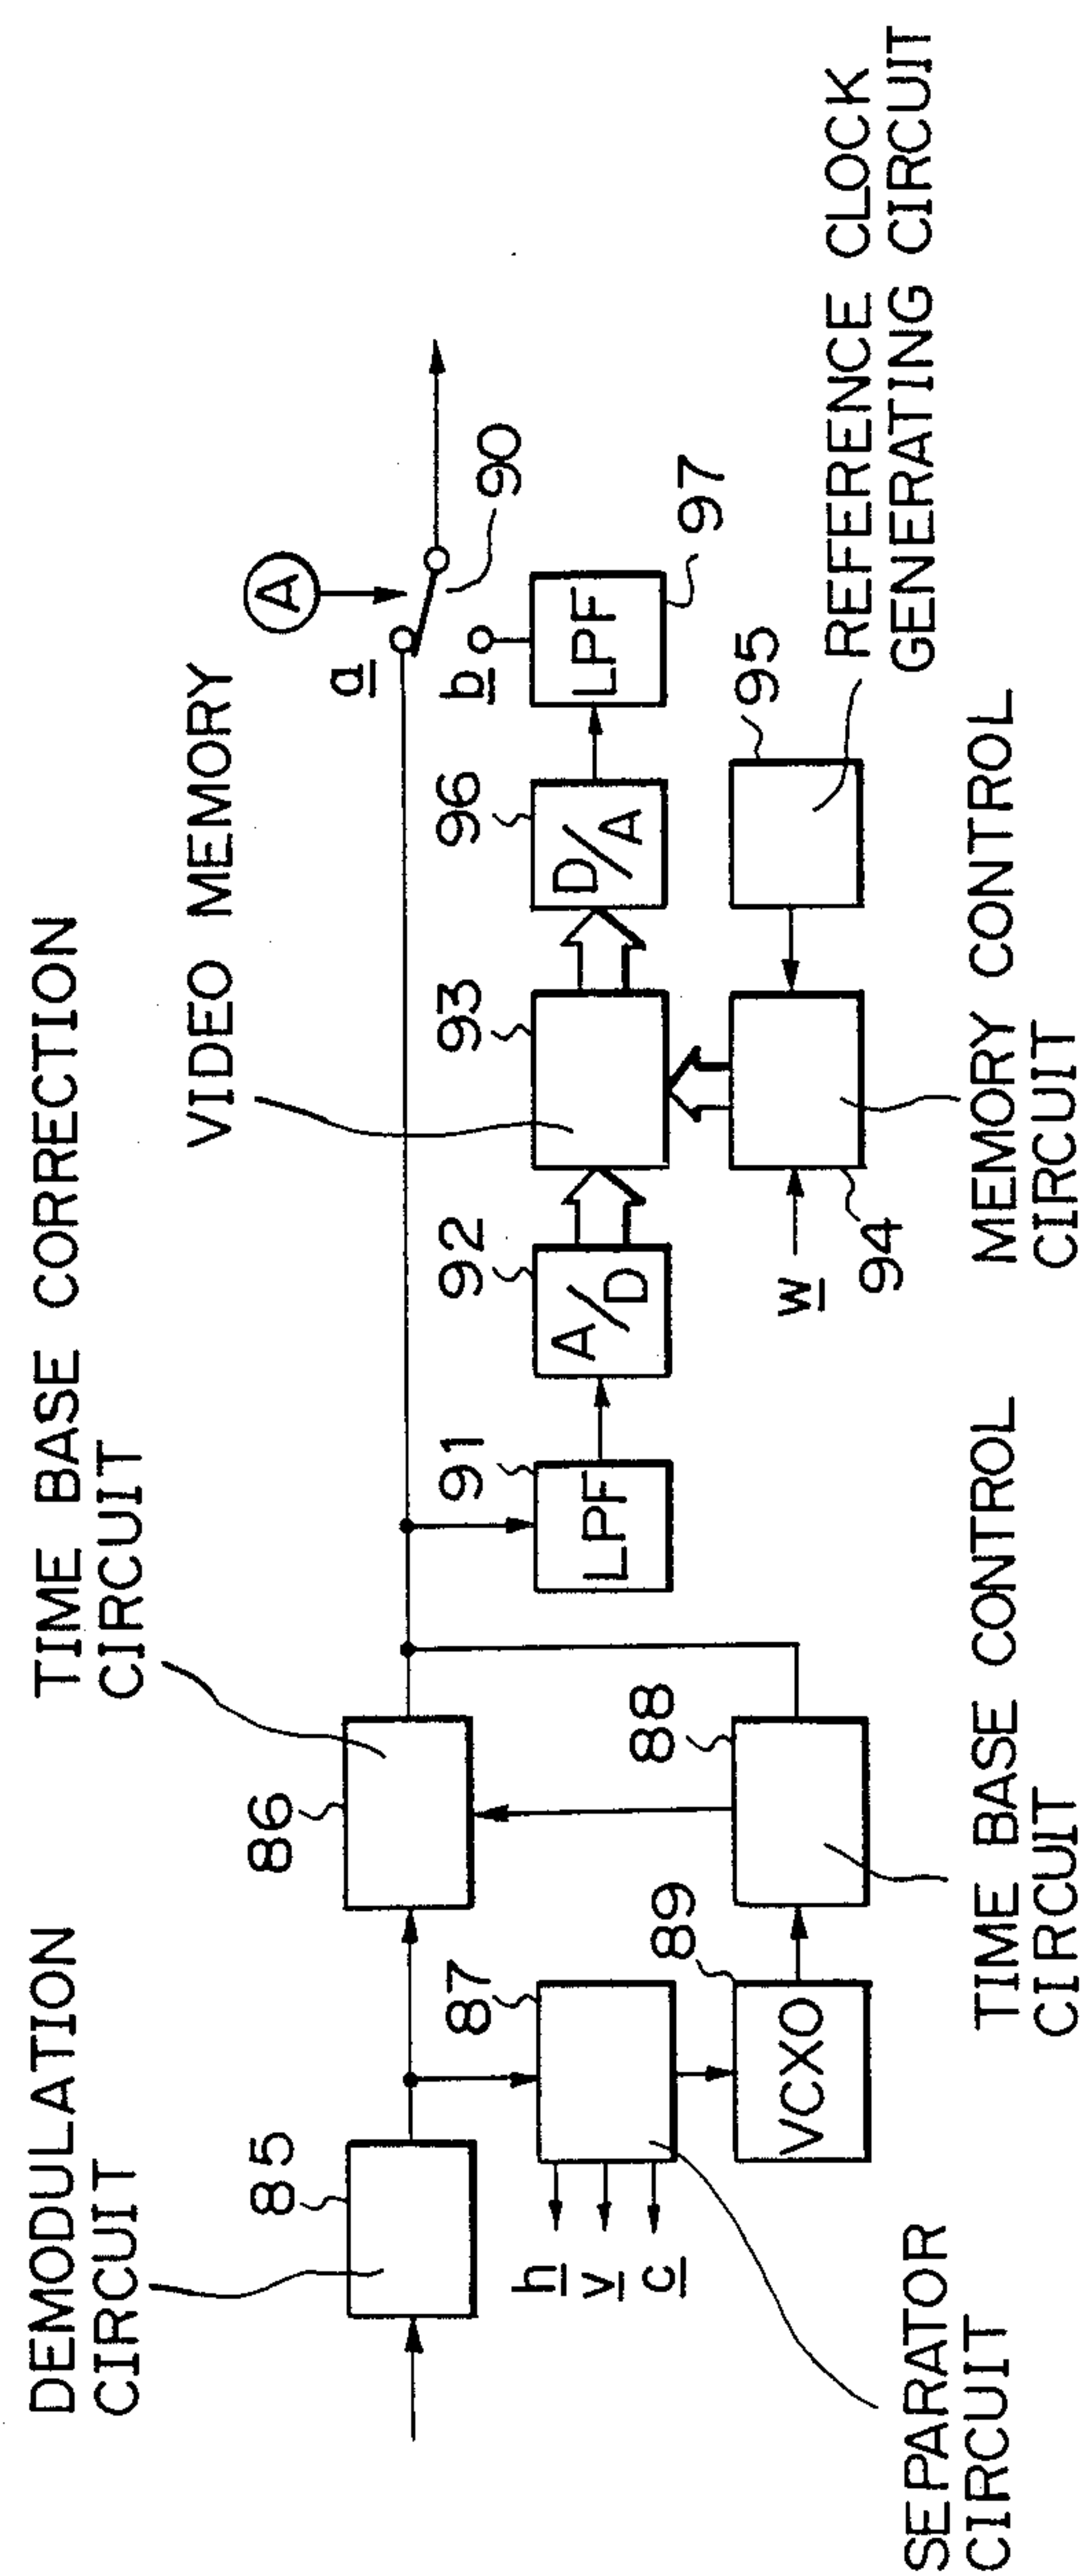 DEMODULATION
CIRCUIT
85
TIME BASE CORRECTION
CIRCUIT
86
VIDEO MEMORY
A
a
b
90
87
h
v
c
SEPARATOR
CIRCUIT
VCXO
89
88
TIME BASE CONTROL
CIRCUIT
LPF
91
A/D
92
93
D/A
96
LPF
97
w
94
MEMORY CONTROL
CIRCUIT
95
REFERENCE CLOCK
GENERATING CIRCUIT